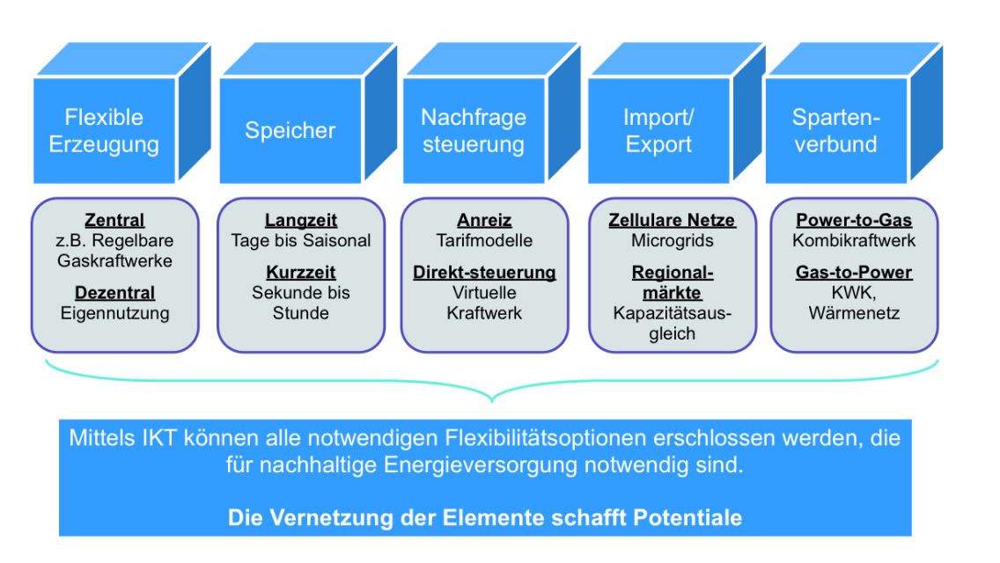 Flexible
Erzeugung
Speicher
Nachfrage
steuerung
Import/
Export
Sparten-
verbund
Zentral
z.B. Regelbare
Gaskraftwerke
Dezentral
Eigennutzung
Langzeit
Tage bis Saisonal
Kurzzeit
Sekunde bis
Stunde
Anreiz
Tarifmodelle
Direkt-steuerung
Virtuelle
Kraftwerk
Zellulare Netze
Microgrids
Regional-
märkte
Kapazitätsaus-
gleich
Power-to-Gas
Kombikraftwerk
Gas-to-Power
KWK,
Wärmenetz
Mittels IKT können alle notwendigen Flexibilitätsoptionen erschlossen werden, die
für nachhaltige Energieversorgung notwendig sind.
Die Vernetzung der Elemente schafft Potentiale